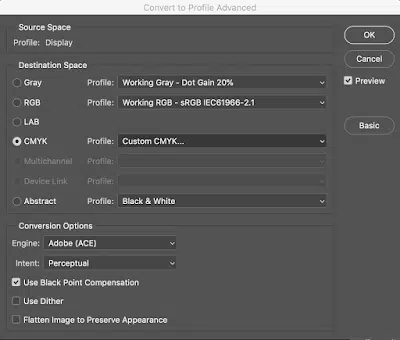 Convert to Profile Advanced
Source Space
Profile: Display
OK
Cancel
Preview
Basic
Destination Space
Gray Profile: Working Gray - Dot Gain 20%
RGB Profile: Working RGB - sRGB IEC61966-2.1
LAB
CMYK Profile: Custom CMYK...
Multichannel Profile:
Device Link Profile:
Abstract Profile: Black & White
Conversion Options
Engine: Adobe (ACE)
Intent: Perceptual
Use Black Point Compensation
Use Dither
Flatten Image to Preserve Appearance